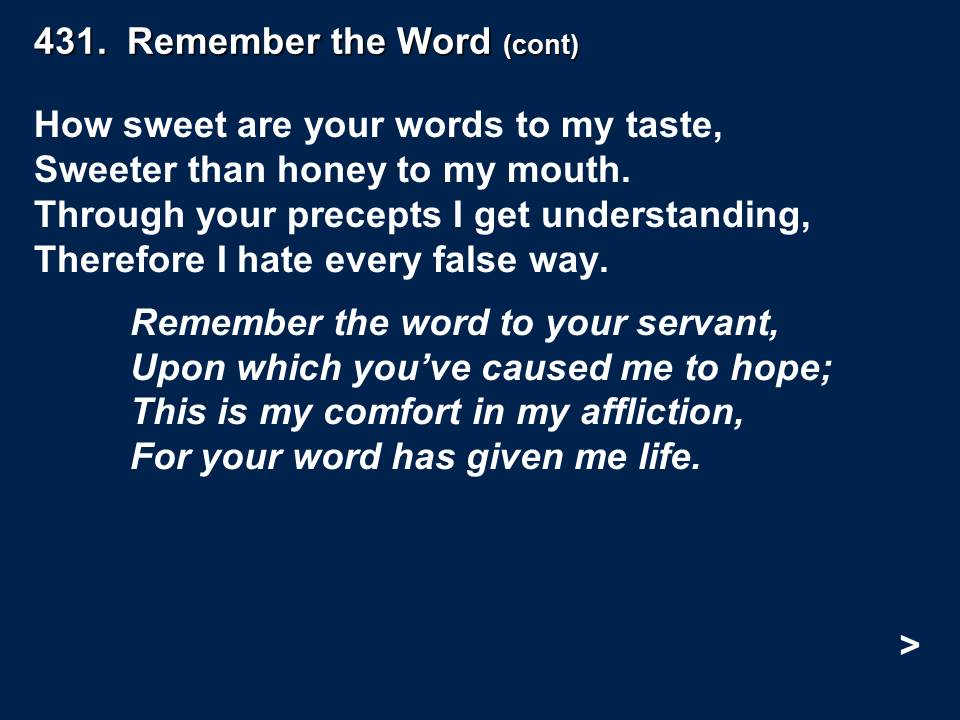 431.  Remember the Word (cont)
How sweet are your words to my taste,
Sweeter than honey to my mouth.
Through your precepts I get understanding,
Therefore I hate every false way.
Remember the word to your servant,
Upon which you’ve caused me to hope;
This is my comfort in my affliction,
For your word has given me life.
>